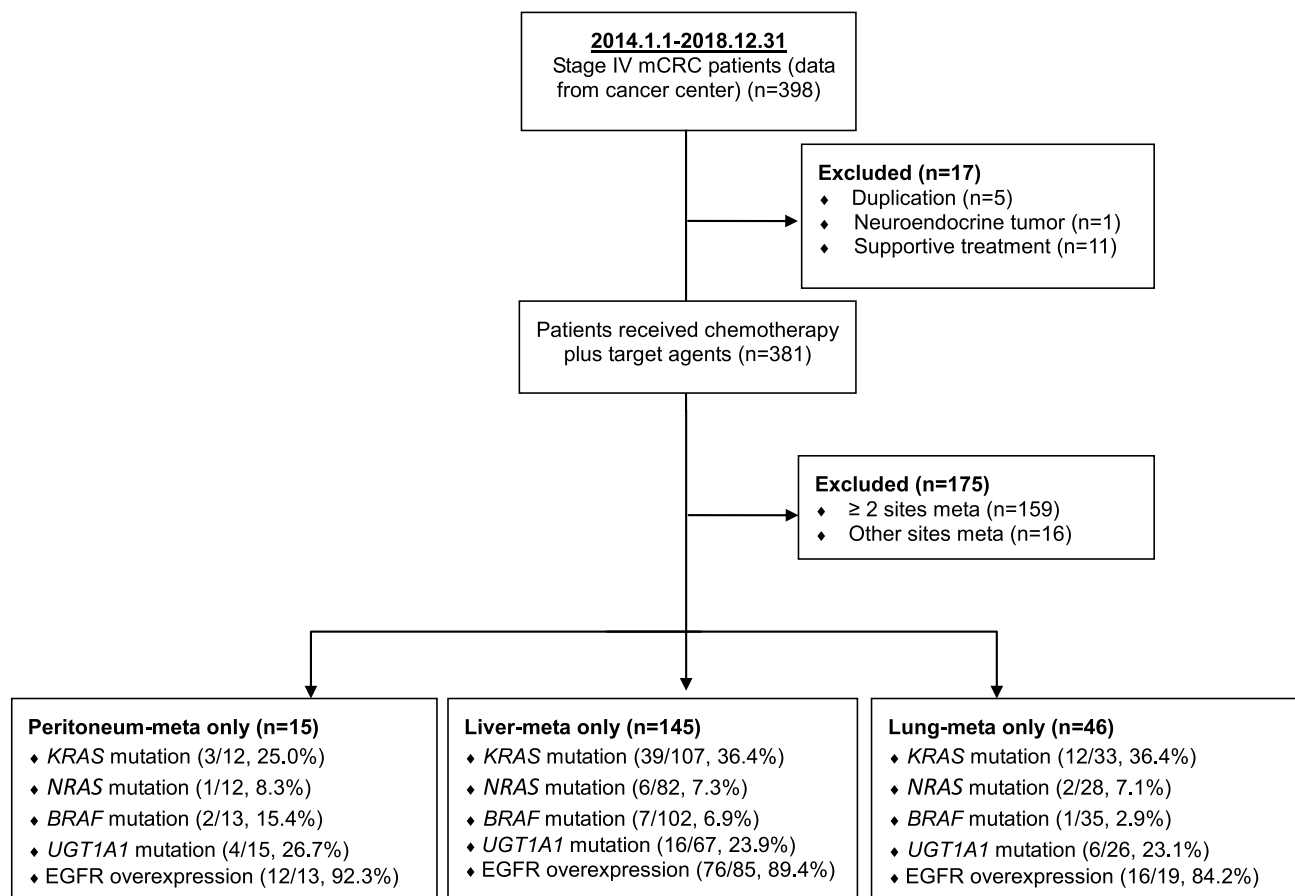 2014.1.1-2018.12.31
Stage IV mCRC patients (data
from cancer center) (n=398)
Excluded (n=17)
♦ Duplication (n=5)
♦ Neuroendocrine tumor (n=1)
♦ Supportive treatment (n=11)
Patients received chemotherapy
plus target agents (n=381)
Excluded (n=175)
♦ ≥ 2 sites meta (n=159)
♦ Other sites meta (n=16)
Peritoneum-meta only (n=15)
♦ KRAS mutation (3/12, 25.0%)
♦ NRAS mutation (1/12, 8.3%)
♦ BRAF mutation (2/13, 15.4%)
♦ UGT1A1 mutation (4/15, 26.7%)
♦ EGFR overexpression (12/13, 92.3%)
Liver-meta only (n=145)
♦ KRAS mutation (39/107, 36.4%)
♦ NRAS mutation (6/82, 7.3%)
♦ BRAF mutation (7/102, 6.9%)
♦ UGT1A1 mutation (16/67, 23.9%)
♦ EGFR overexpression (76/85, 89.4%)
Lung-meta only (n=46)
♦ KRAS mutation (12/33, 36.4%)
♦ NRAS mutation (2/28, 7.1%)
♦ BRAF mutation (1/35, 2.9%)
♦ UGT1A1 mutation (6/26, 23.1%)
♦ EGFR overexpression (16/19, 84.2%)